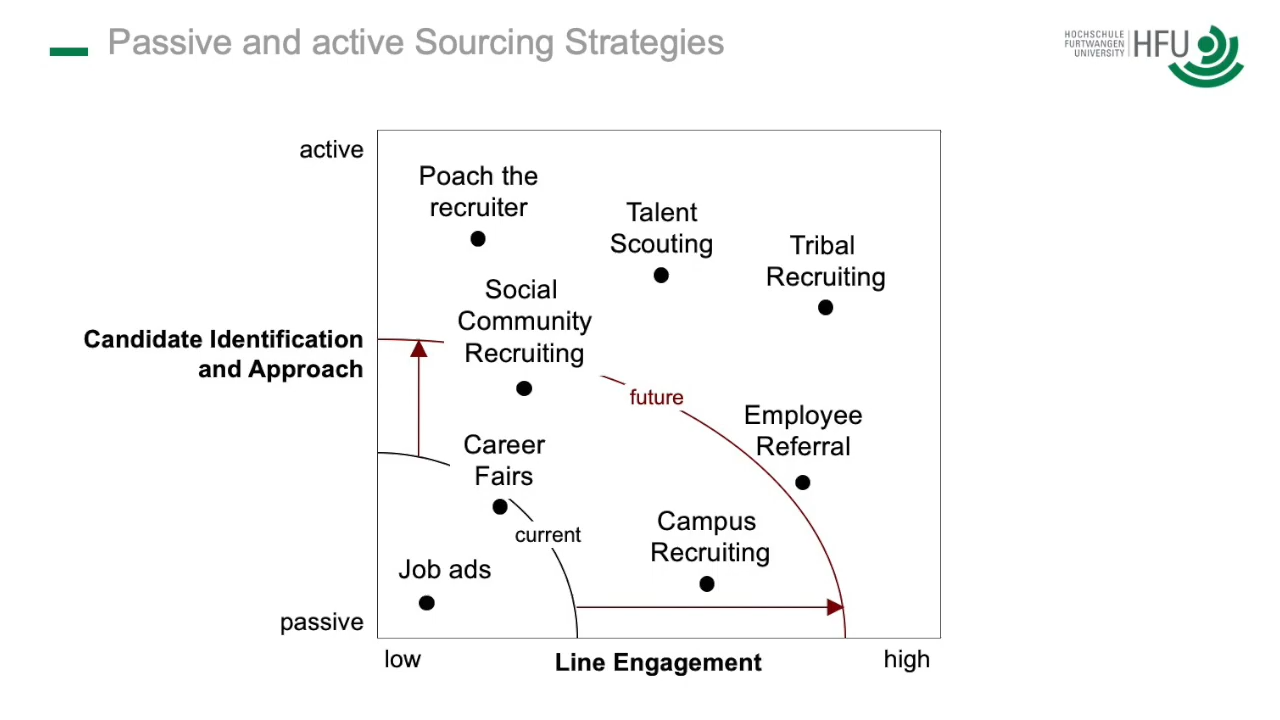 Passive and active Sourcing Strategies
HOCHSCHULE
FURTWANGEN
UNIVERSITY
HFU
active
Poach the
recruiter
Talent
Scouting
Tribal
Recruiting
Social
Community
Recruiting
Candidate Identification
and Approach
future
Employee
Referral
Career
Fairs
current
Campus
Recruiting
Job ads
passive
low
Line Engagement
high